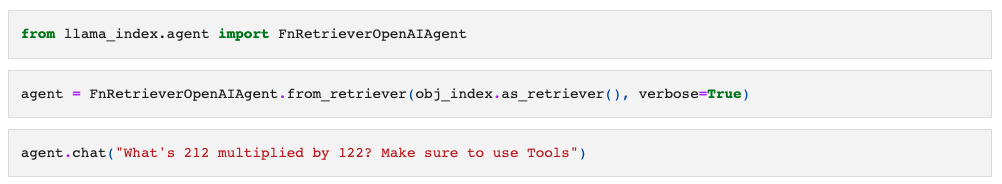 from llama_index.agent import FnRetrieverOpenAIAgent
agent = FnRetrieverOpenAIAgent.from_retriever(obj_index.as_retriever(), verbose=True)
agent.chat("What's 212 multiplied by 122? Make sure to use Tools")